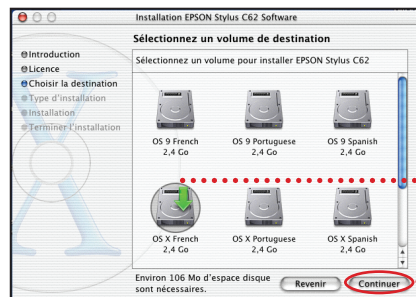 Installation EPSON Stylus C62 Software
Sélectionnez un volume de destination
Introduction
Licence
Choisir la destination
Type d'installation
Installation
Terminer l'installation
Sélectionnez un volume pour installer EPSON Stylus C62
OS 9 French
2,4 Go
OS 9 Portuguese
2,4 Go
OS 9 Spanish
2,4 Go
OS X French
2,4 Go
OS X Portuguese
2,4 Go
OS X Spanish
2,4 Go
Environ 106 Mo d'espace disque
sont nécessaires.
Revenir
Continuer